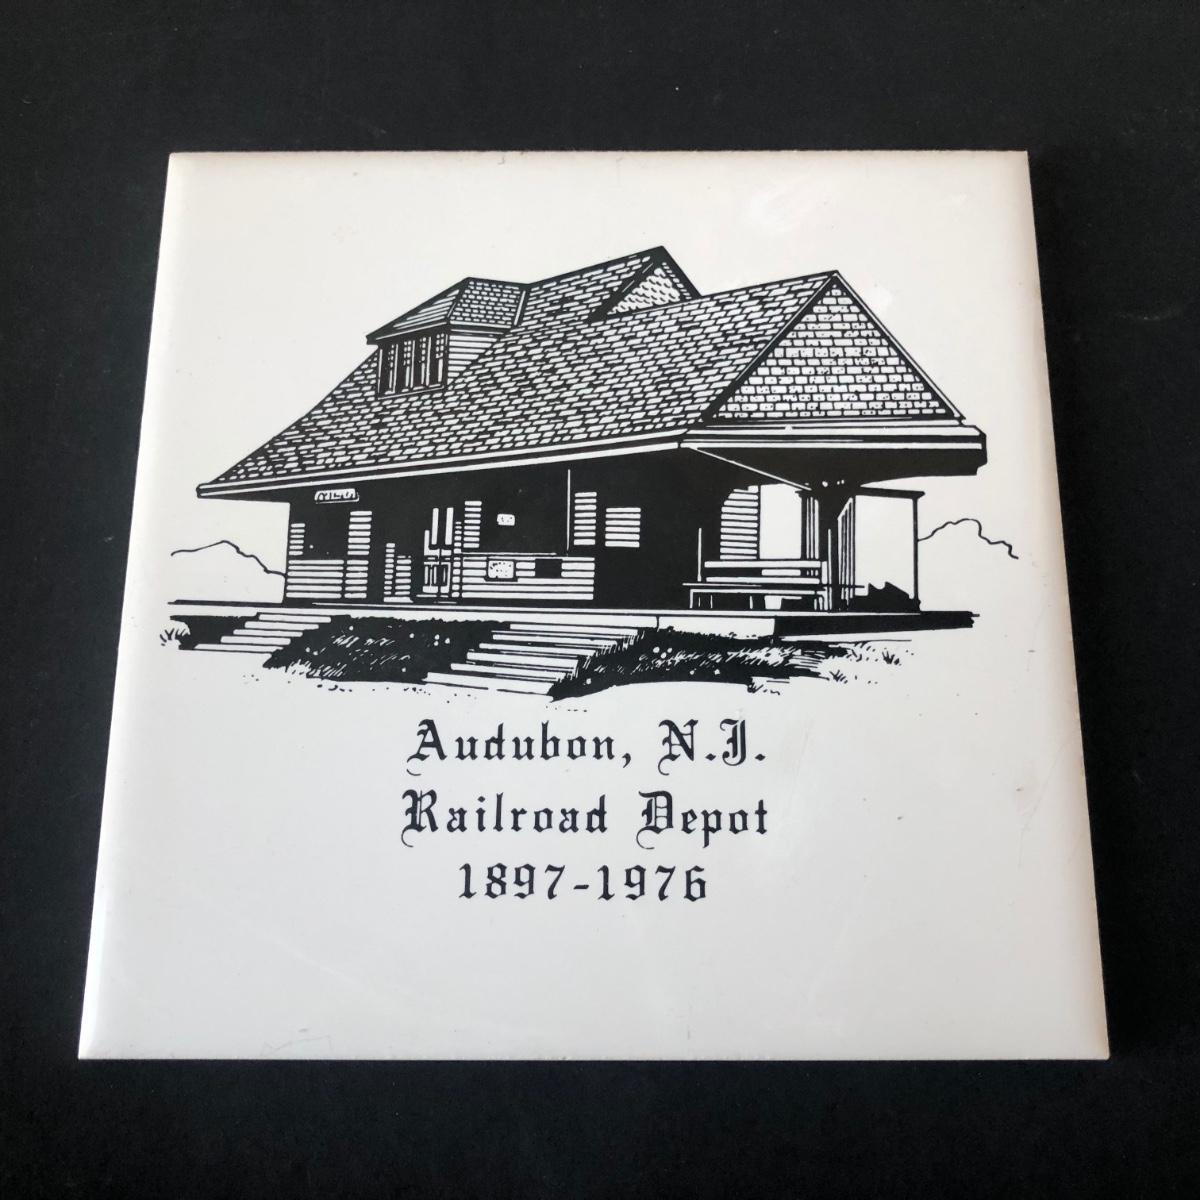 Audubon, N.J.
Railroad Depot
1897-1976